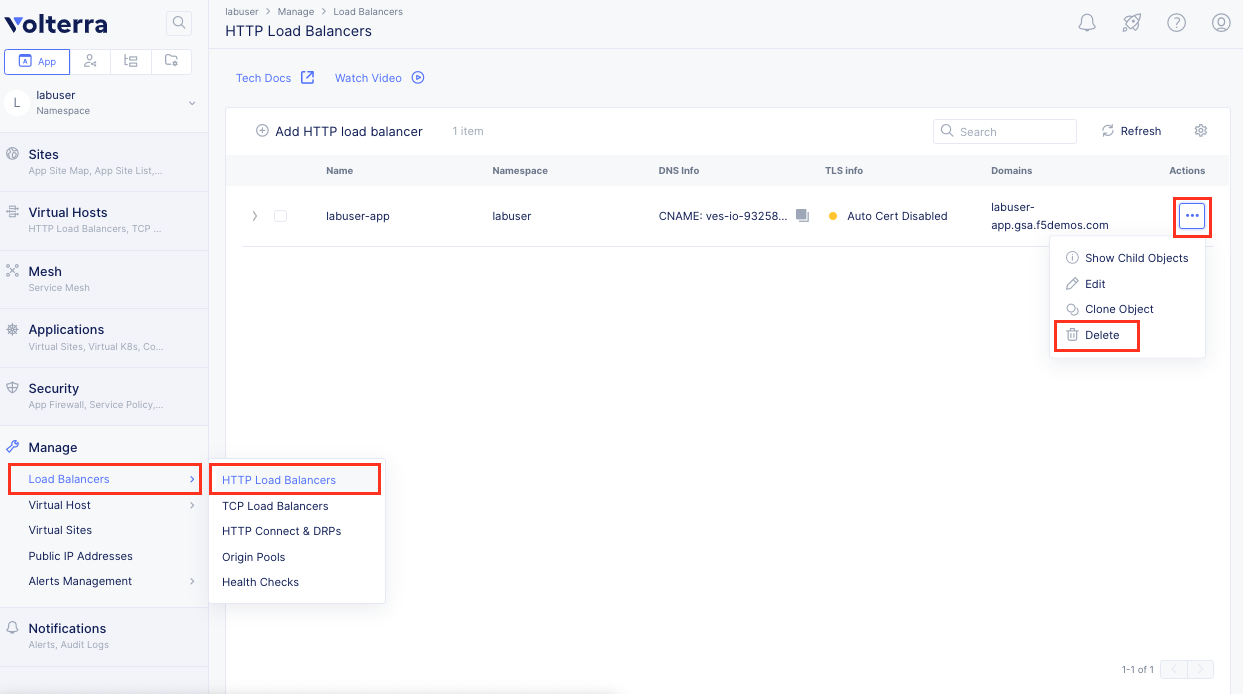 Volterra
App
L
labuser
Namespace
Sites
App Site Map, App Site List,...
Virtual Hosts
HTTP Load Balancers, TCP ...
Mesh
Service Mesh
Applications
Virtual Sites, Virtual K8s, Co...
Security
App Firewall, Service Policy,...
Manage
Load Balancers
Virtual Host
Virtual Sites
Public IP Addresses
Alerts Management
Notifications
Alerts, Audit Logs
HTTP Load Balancers
TCP Load Balancers
HTTP Connect & DRPs
Origin Pools
Health Checks
labuser > Manage > Load Balancers
HTTP Load Balancers
Tech Docs Watch Video
Add HTTP load balancer 1 item Search Refresh
Name Namespace DNS Info TLS info Domains Actions
labuser-app labuser CNAME: ves-io-93258... Auto Cert Disabled labuser-
app.gsa.f5demos.com
Show Child Objects
Edit
Clone Object
Delete
1-1 of 1